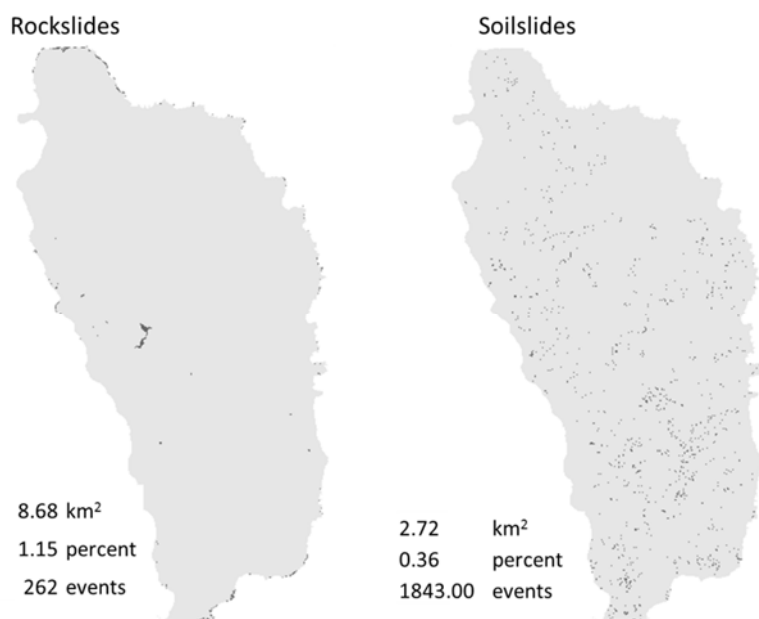 Rockslides
Soilslides
8.68 km²
1.15 percent
262 events
2.72 km²
0.36 percent
1843.00 events